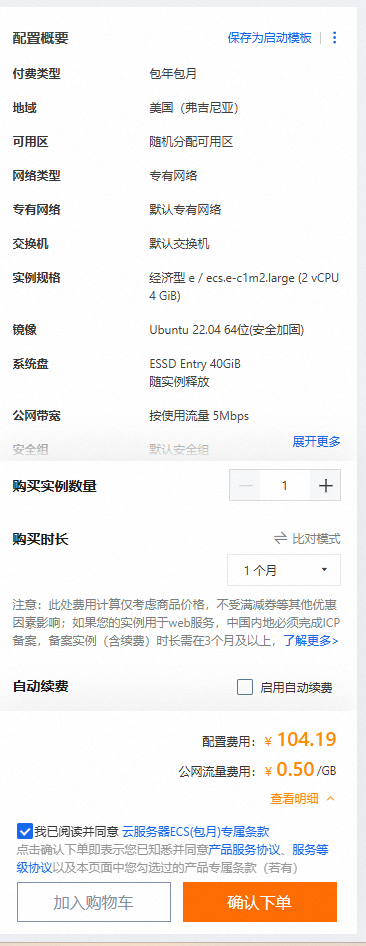 配置概要 保存为启动模板
付费类型 包年包月
地域 美国（弗吉尼亚）
可用区 随机分配可用区
网络类型 专有网络
专有网络 默认专有网络
交换机 默认交换机
实例规格 经济型 e / ecs.e-c1m2.large (2 vCPU
4 GiB)
镜像 Ubuntu 22.04 64位(安全加固)
系统盘 ESSD Entry 40GiB
随实例释放
公网带宽 按使用流量 5Mbps
展开更多
安全组 默认安全组
购买实例数量 1
购买时长 比对模式
1 个月
注意：此处费用计算仅考虑商品价格，不受满减券等其他优惠
因素影响；如果您的实例用于web服务，中国内地必须完成ICP
备案，备案实例（含续费）时长需在3个月及以上，了解更多>
自动续费 启用自动续费
配置费用：¥ 104.19
公网流量费用：¥ 0.50 /GB
查看明细
我已阅读并同意 云服务器ECS(包月)专属条款
点击确认下单即表示您已知悉并同意产品服务协议、服务等
级协议以及本页面中您勾选过的产品专属条款（若有）
加入购物车 确认下单